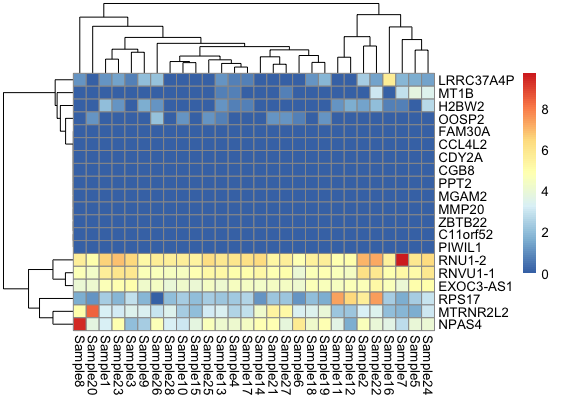 LRRC37A4P
MT1B
H2BW2
OOSP2
FAM30A
CCL4L2
CDY2A
CGB8
PPT2
MGAM2
MMP20
ZBTB22
C11orf52
PIWIL1
RNU1-2
RNVU1-1
EXOC3-AS1
RPS17
MTRNR2L2
NPAS4
8
6
4
2
0
Sample8
Sample20
Sample1
Sample23
Sample3
Sample9
Sample26
Sample28
Sample10
Sample15
Sample25
Sample13
Sample4
Sample17
Sample14
Sample21
Sample27
Sample6
Sample18
Sample19
Sample11
Sample12
Sample2
Sample22
Sample16
Sample7
Sample5
Sample24